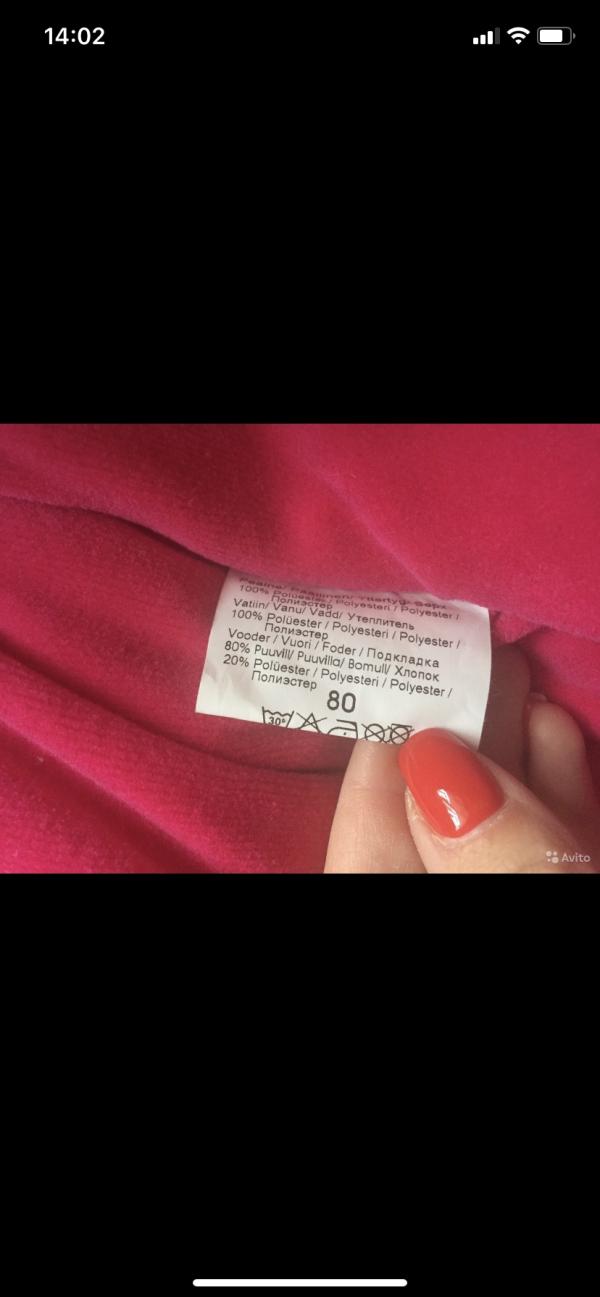 14:02
100% Polüester / Polyesteri / Polyester /
Полиэстер
Vatiin/ Vanu/ Vadd/ Утеплитель
100% Polüester / Polyesteri / Polyester /
Полиэстер
Vooder / Vuori / Foder / Подкладка
80% Puuvill/ Puuvilla/ Bomull/ Хлопок
20% Polüester / Polyesteri / Polyester /
Полиэстер
80
30°
Avito